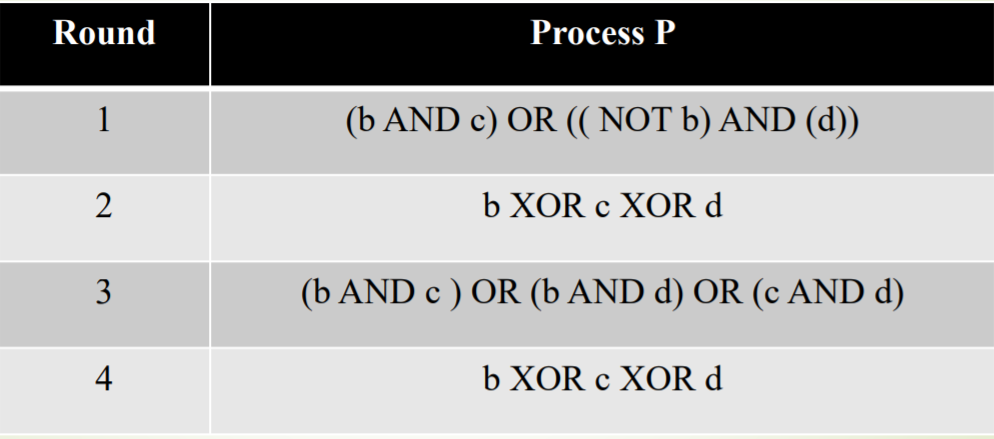 Round Process P
1 (b AND c) OR (( NOT b) AND (d))
2 b XOR c XOR d
3 (b AND c ) OR (b AND d) OR (c AND d)
4 b XOR c XOR d